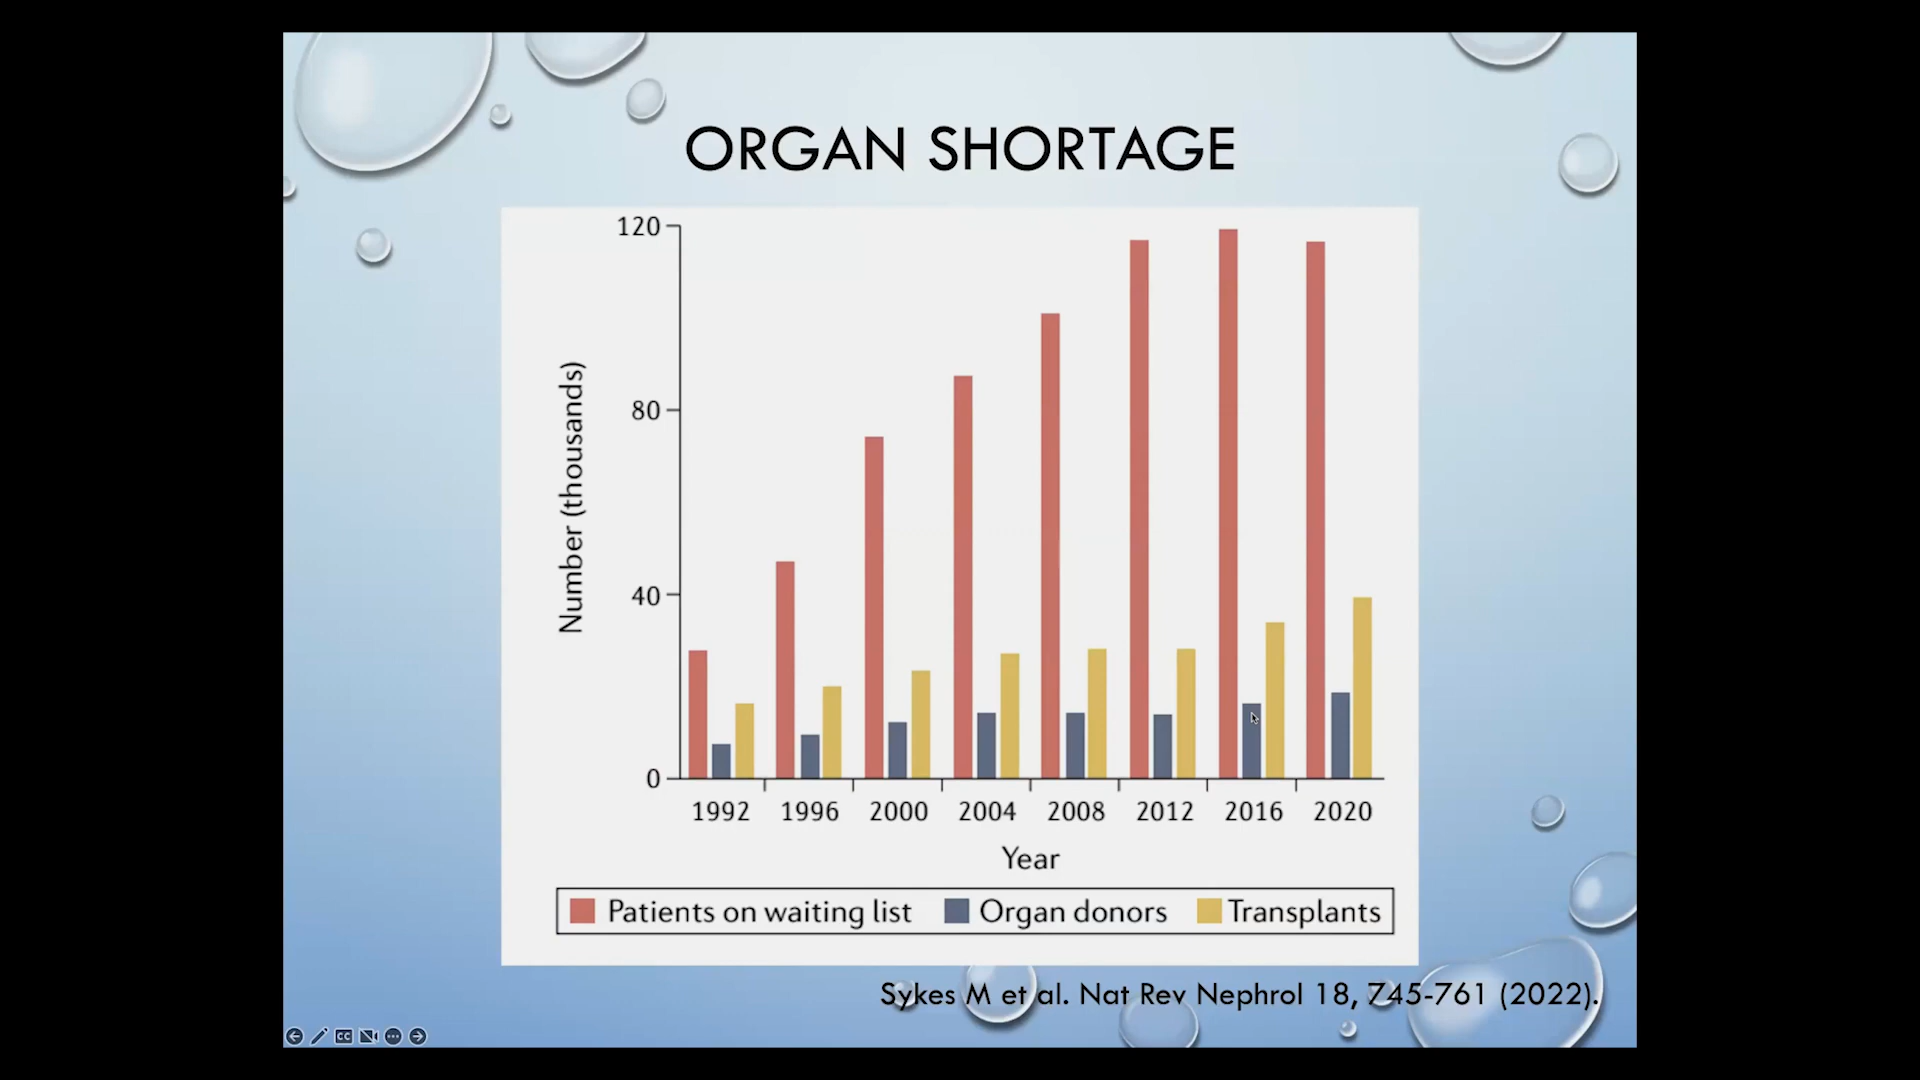 ORGAN SHORTAGE
120
80
40
0
Number (thousands)
1992 1996 2000 2004 2008 2012 2016 2020
Year
Patients on waiting list Organ donors Transplants
Sykes M et al. Nat Rev Nephrol 18, 745-761 (2022).
CC